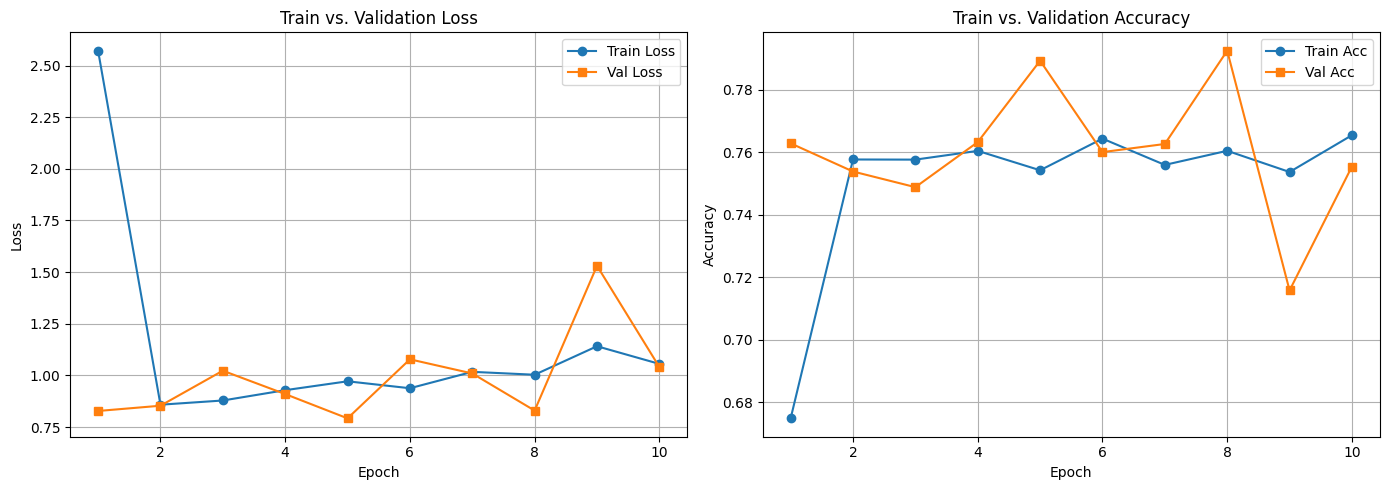 Train vs. Validation Loss
Train Loss
Val Loss
2.50
2.25
2.00
1.75
1.50
1.25
1.00
0.75
Loss
2 4 6 8 10
Epoch
Train vs. Validation Accuracy
Train Acc
Val Acc
0.78
0.76
0.74
0.72
0.70
0.68
Accuracy
2 4 6 8 10
Epoch